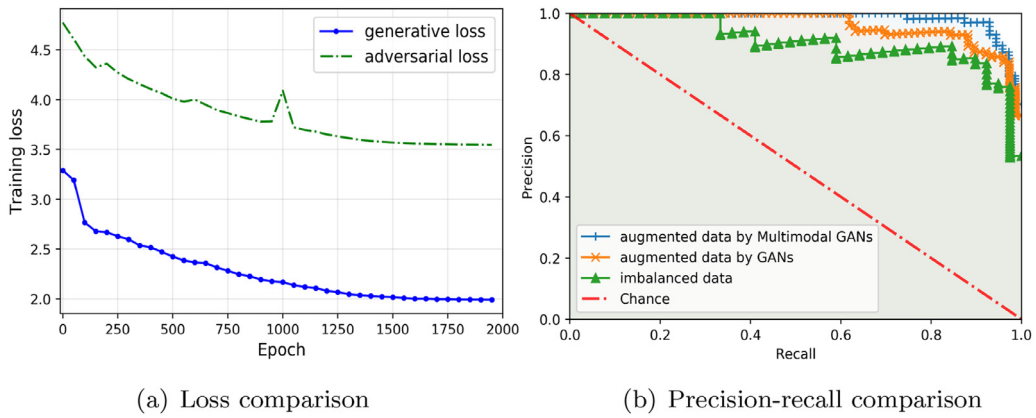 4.5
4.0
3.5
3.0
2.5
2.0
Training loss
generative loss
adversarial loss
0 250 500 750 1000 1250 1500 1750 2000
Epoch
(a) Loss comparison
1.0
0.8
0.6
0.4
0.2
0.0
Precision
augmented data by Multimodal GANs
augmented data by GANs
imbalanced data
Chance
0.0 0.2 0.4 0.6 0.8 1.0
Recall
(b) Precision-recall comparison